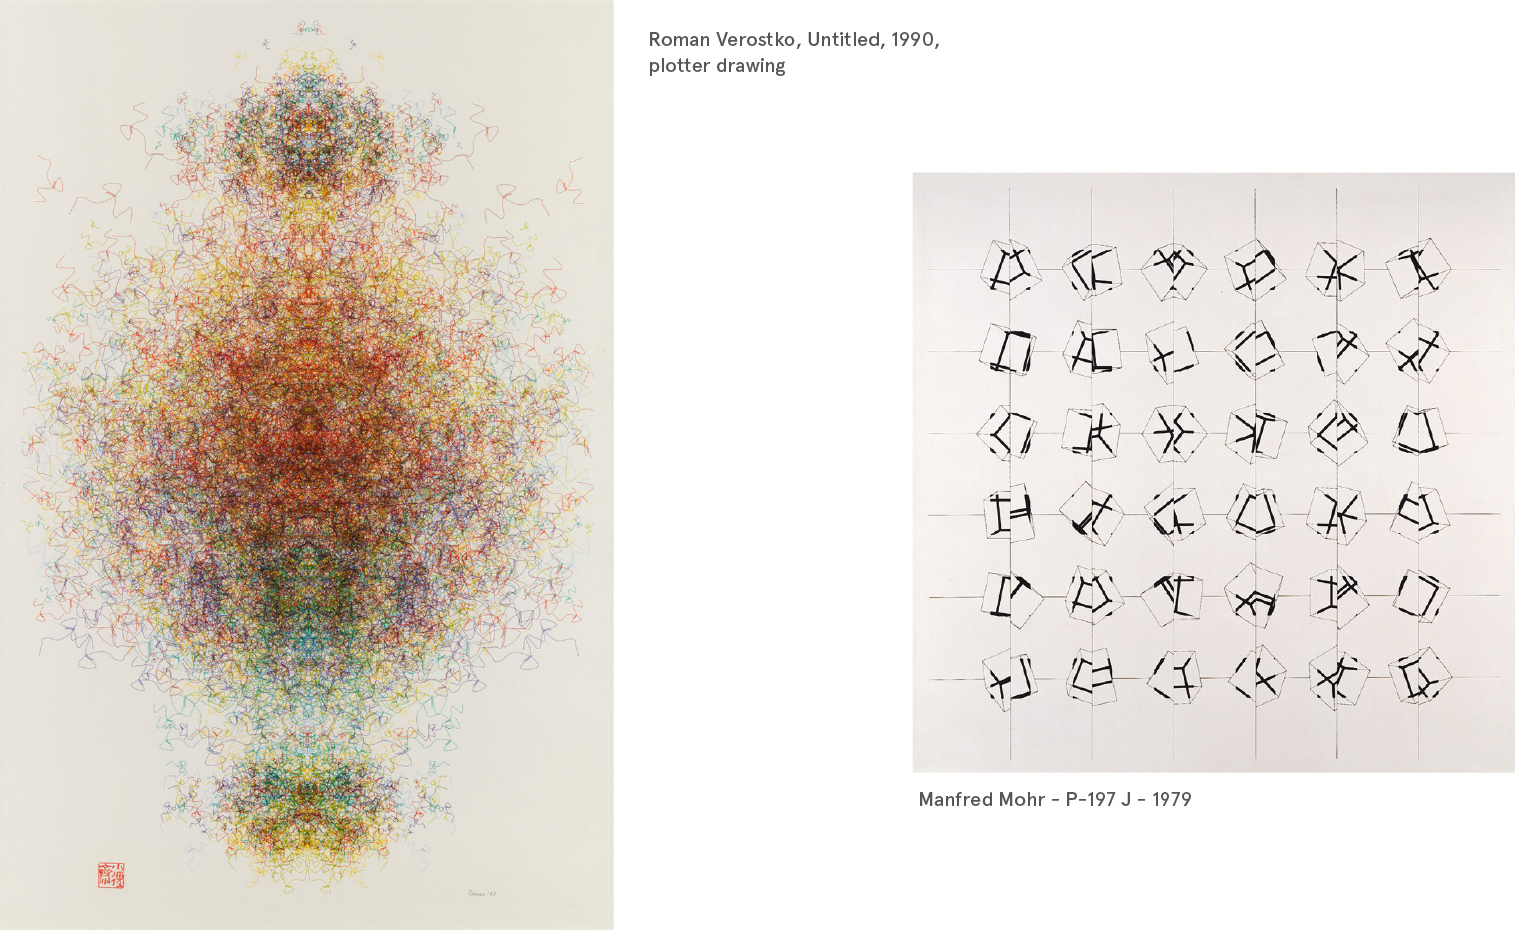 Roman Verostko, Untitled, 1990,
plotter drawing
Manfred Mohr - P-197 J - 1979